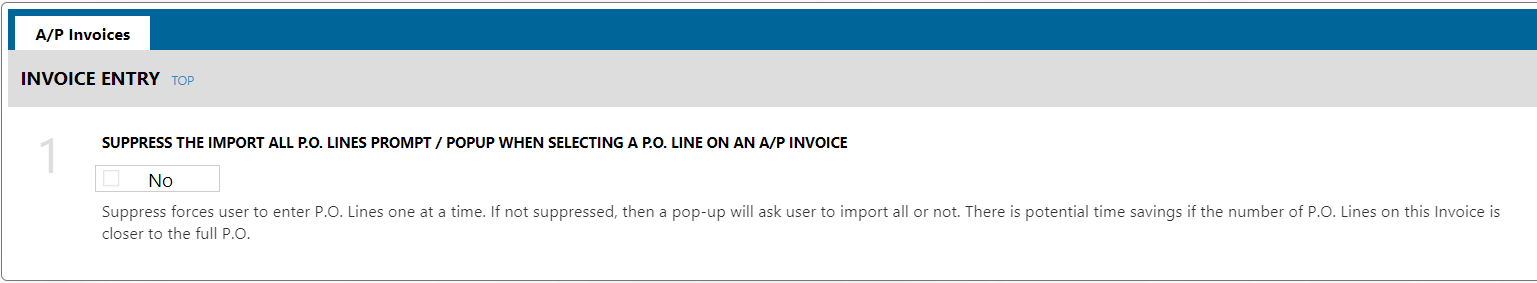 A/P Invoices
INVOICE ENTRY TOP
1
SUPPRESS THE IMPORT ALL P.O. LINES PROMPT / POPUP WHEN SELECTING A P.O. LINE ON AN A/P INVOICE
No
Suppress forces user to enter P.O. Lines one at a time. If not suppressed, then a pop-up will ask user to import all or not. There is potential time savings if the number of P.O. Lines on this Invoice is
closer to the full P.O.